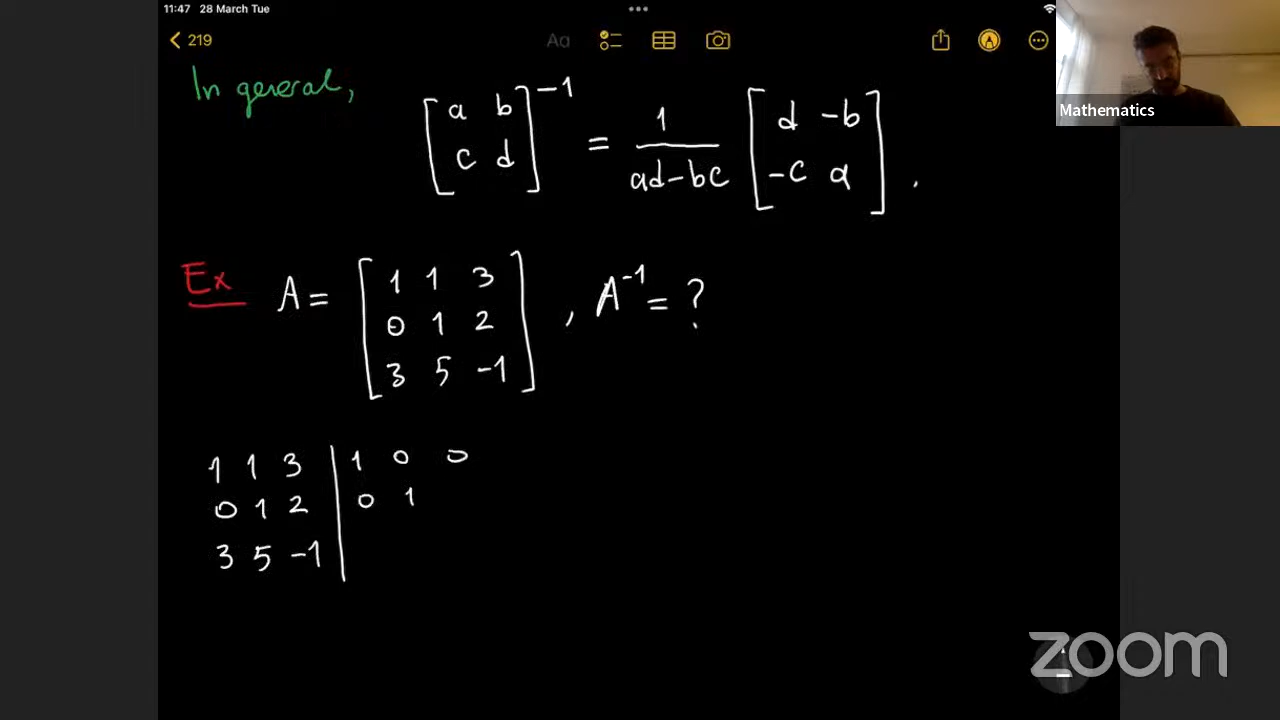 11:47 28 March Tue
219
Aa
Mathematics
In general,
[a b; c d]^-1 = 1/(ad-bc) [d -b; -c a] .
Ex A = [1 1 3; 0 1 2; 3 5 -1] , A^-1 = ?
1 1 3 | 1 0 0
0 1 2 | 0 1
3 5 -1 |
zoom